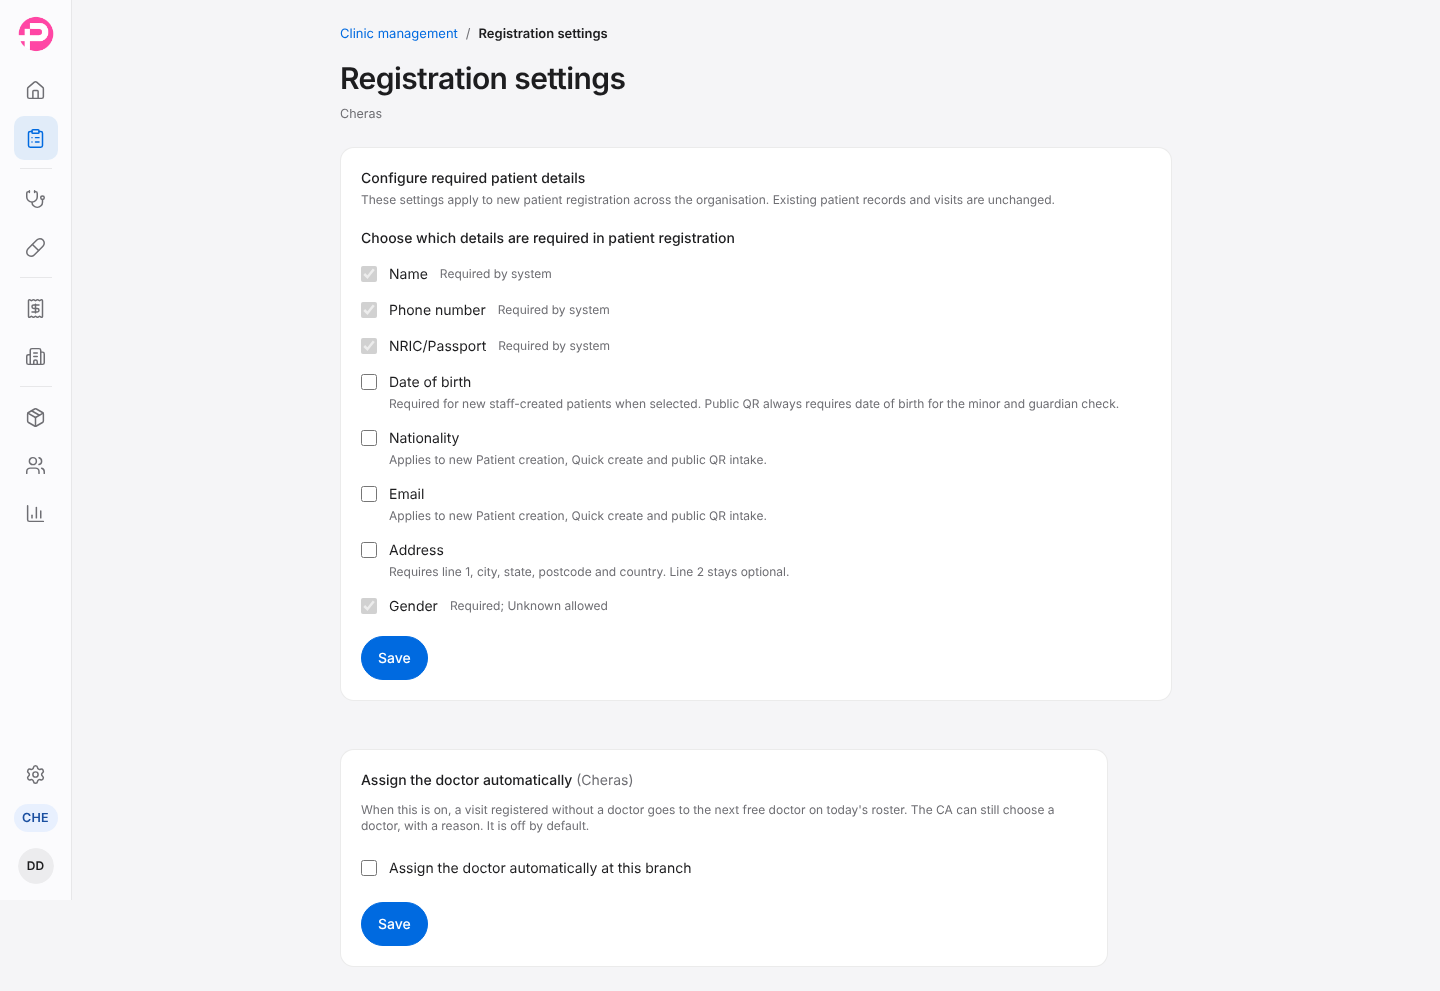 Clinic management / Registration settings
Registration settings
Cheras
Configure required patient details
These settings apply to new patient registration across the organisation. Existing patient records and visits are unchanged.
Choose which details are required in patient registration
Name Required by system
Phone number Required by system
NRIC/Passport Required by system
Date of birth
Required for new staff-created patients when selected. Public QR always requires date of birth for the minor and guardian check.
Nationality
Applies to new Patient creation, Quick create and public QR intake.
Email
Applies to new Patient creation, Quick create and public QR intake.
Address
Requires line 1, city, state, postcode and country. Line 2 stays optional.
Gender Required; Unknown allowed
Save
Assign the doctor automatically (Cheras)
When this is on, a visit registered without a doctor goes to the next free doctor on today's roster. The CA can still choose a
doctor, with a reason. It is off by default.
Assign the doctor automatically at this branch
Save
CHE
DD